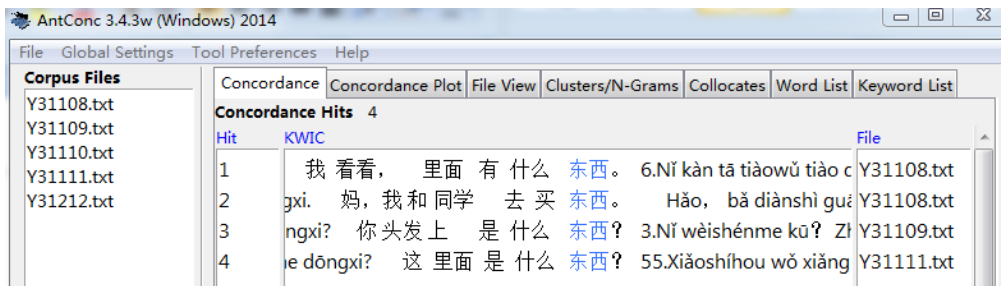 AntConc 3.4.3w (Windows) 2014
File Global Settings Tool Preferences Help
Corpus Files
Y31108.txt
Y31109.txt
Y31110.txt
Y31111.txt
Y31212.txt
Concordance Concordance Plot File View Clusters/N-Grams Collocates Word List Keyword List
Concordance Hits 4
Hit KWIC File
1 我 看看， 里面 有 什么 东西。 6.Nǐ kàn tā tiàowǔ tiào Y31108.txt
2 gxi. 妈，我 和 同学 去 买 东西。 Hǎo， bǎ diànshì guā Y31108.txt
3 ngxi? 你 头发 上 是 什么 东西？ 3.Nǐ wèishénme kū？ Zh Y31109.txt
4 dōngxi? 这 里面 是 什么 东西？ 55.Xiǎoshíhou wǒ xiǎng Y31111.txt